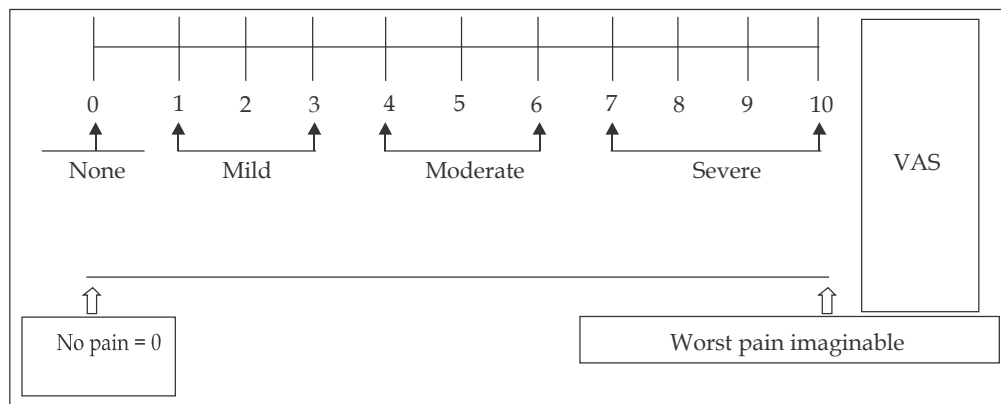 0 1 2 3 4 5 6 7 8 9 10
None Mild Moderate Severe
VAS
No pain = 0
Worst pain imaginable